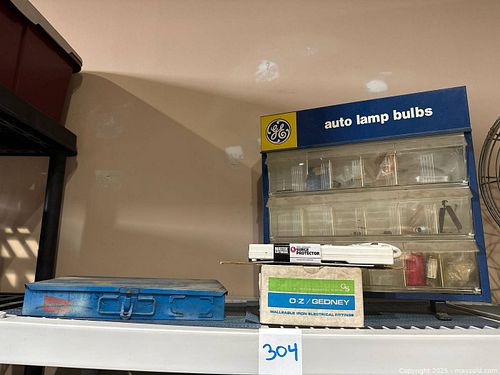 GE
auto lamp bulbs
SURGE
PROTECTOR
O-Z / GEDNEY
MALLEABLE IRON ELECTRICAL FITTINGS
304
Copyright 2025 - maxsold.com